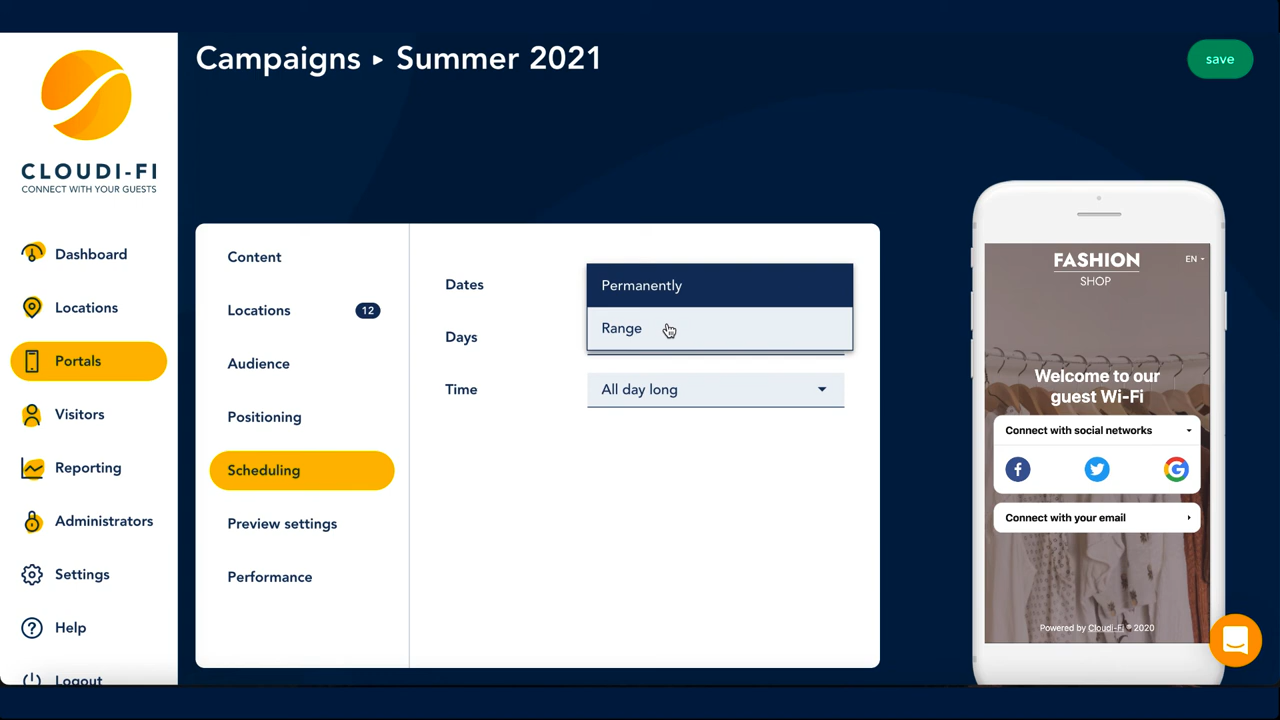 Campaigns ▸ Summer 2021
save
CLOUDI-FI
CONNECT WITH YOUR GUESTS
Dashboard
Locations
Portals
Visitors
Reporting
Administrators
Settings
Help
Logout
Content
Locations 12
Audience
Positioning
Scheduling
Preview settings
Performance
Dates
Permanently
Range
Days
Time
All day long
FASHION
SHOP
EN
Welcome to our
guest Wi-Fi
Connect with social networks
Connect with your email
Powered by Cloudi-Fi © 2020